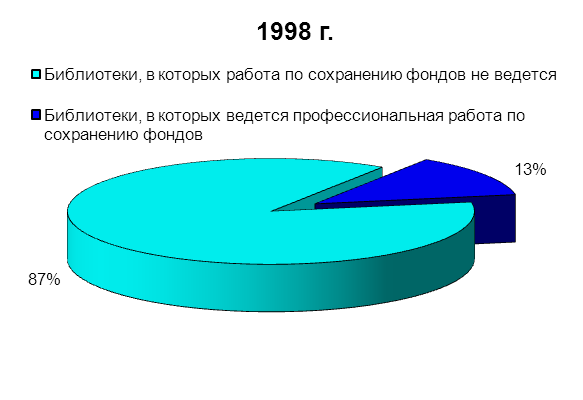 1998 г.
Библиотеки, в которых работа по сохранению фондов не ведется
Библиотеки, в которых ведется профессиональная работа по
сохранению фондов
13%
87%